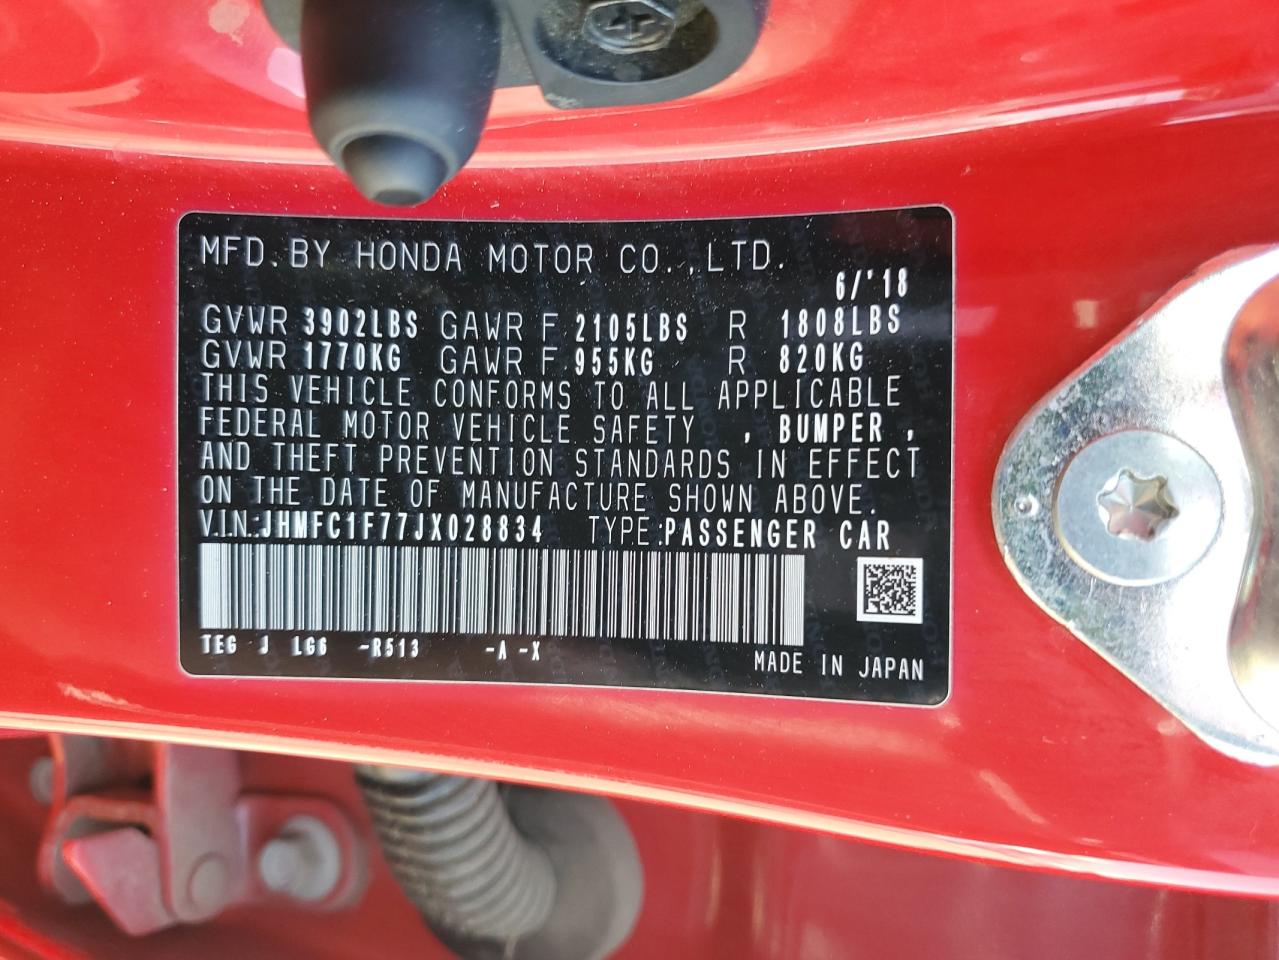 MFD. BY HONDA MOTOR CO., LTD.
6/'18
GVWR 3902LBS GAWR F 2105LBS R 1808LBS
GVWR 1770KG GAWR F 955KG R 820KG
THIS VEHICLE CONFORMS TO ALL APPLICABLE
FEDERAL MOTOR VEHICLE SAFETY , BUMPER ,
AND THEFT PREVENTION STANDARDS IN EFFECT
ON THE DATE OF MANUFACTURE SHOWN ABOVE.
V.I.N.:JHMFC1F77JX028834 TYPE:PASSENGER CAR
TEG J LG6 -R513 -A -X
MADE IN JAPAN